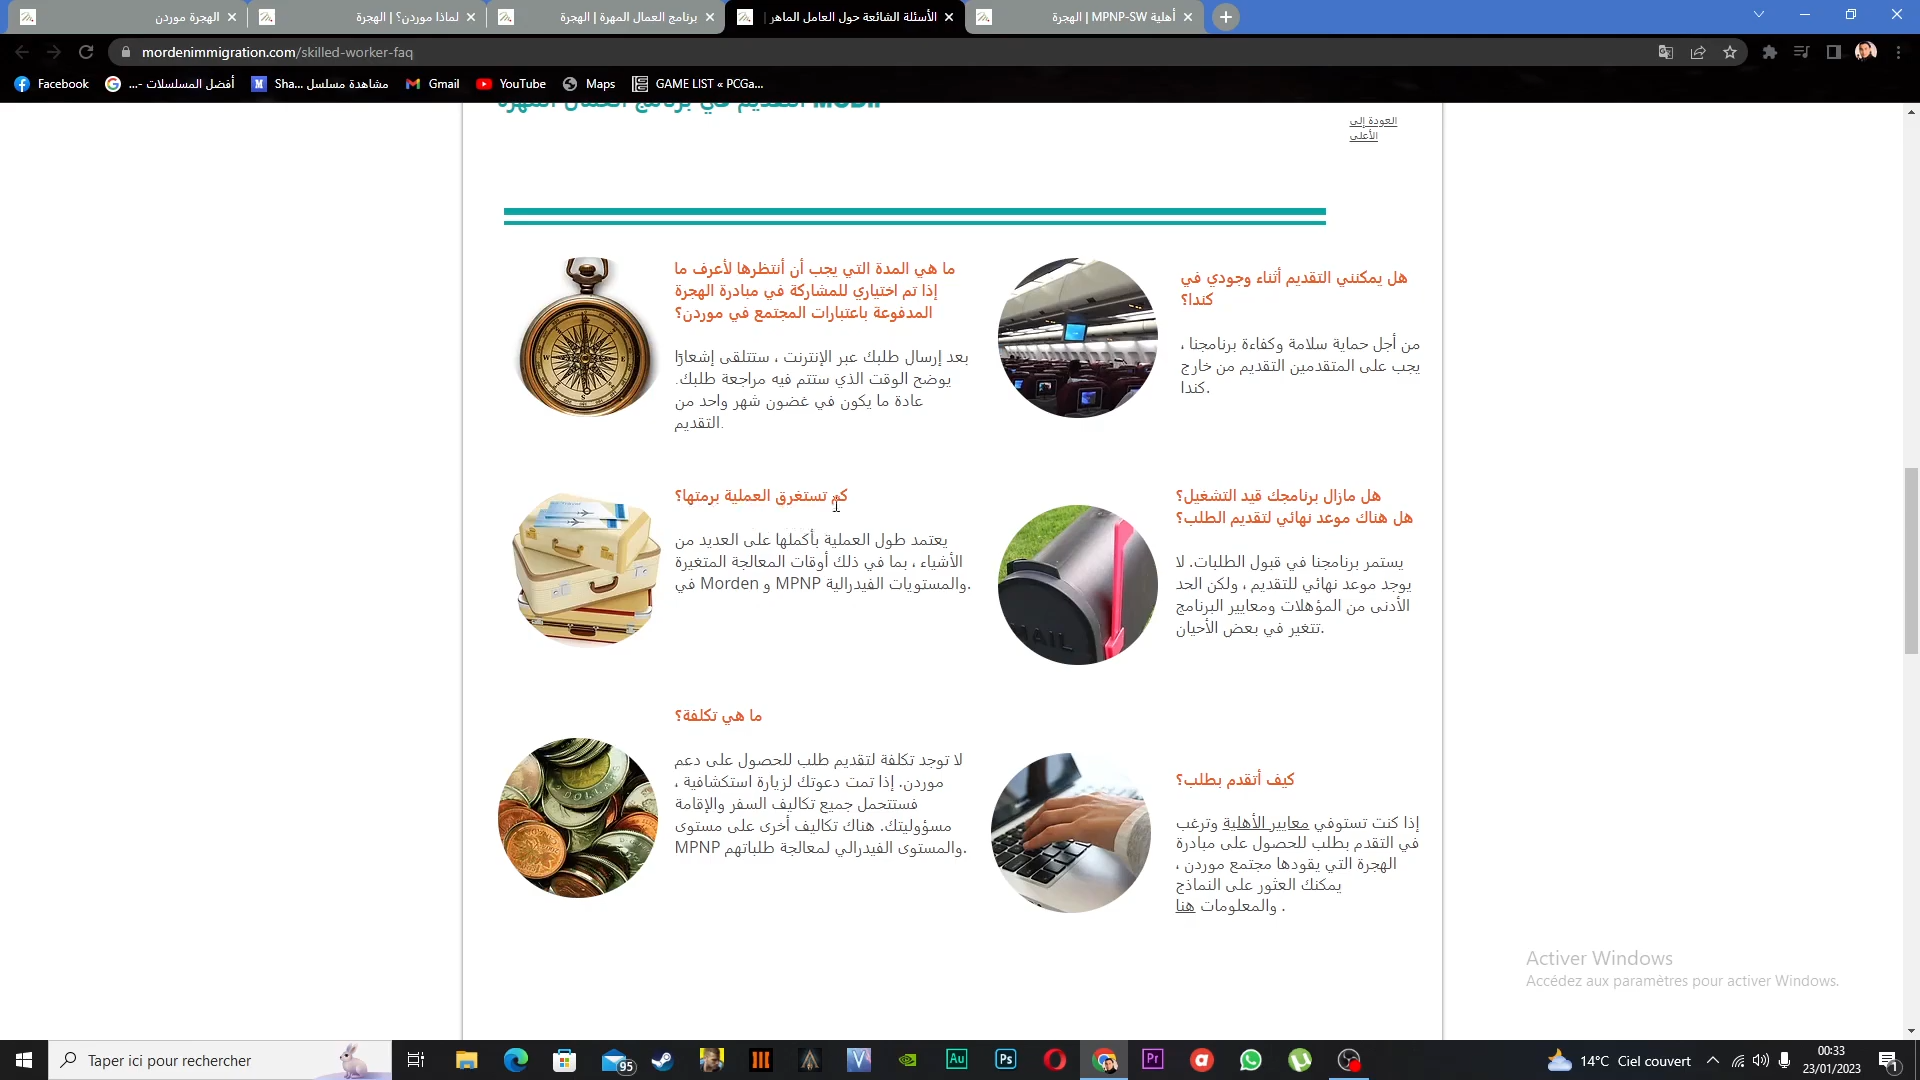 الهجرة موردن
لماذا موردن؟ | الهجرة
برنامج العمال المهرة | الهجرة
الأسئلة الشائعة حول العامل الماهر |
أهلية MPNP-SW | الهجرة
mordenimmigration.com/skilled-worker-faq
Facebook
أفضل المسلسلات -...
مشاهدة مسلسل Sha...
Gmail
YouTube
Maps
GAME LIST « PCGa...
العودة إلى
الأعلى
ما هي المدة التي يجب أن أنتظرها لأعرف ما
إذا تم اختياري للمشاركة في مبادرة الهجرة
المدفوعة باعتبارات المجتمع في موردن؟
بعد إرسال طلبك عبر الإنترنت ، ستتلقى إشعارًا
يوضح الوقت الذي ستتم فيه مراجعة طلبك.
عادة ما يكون في غضون شهر واحد من
التقديم.
هل يمكنني التقديم أثناء وجودي في
كندا؟
من أجل حماية سلامة وكفاءة برنامجنا ،
يجب على المتقدمين التقديم من خارج
كندا.
كم تستغرق العملية برمتها؟
يعتمد طول العملية بأكملها على العديد من
الأشياء ، بما في ذلك أوقات المعالجة المتغيرة
في Morden و MPNP والمستويات الفيدرالية.
هل مازال برنامجك قيد التشغيل؟
هل هناك موعد نهائي لتقديم الطلب؟
يستمر برنامجنا في قبول الطلبات. لا
يوجد موعد نهائي للتقديم ، ولكن الحد
الأدنى من المؤهلات ومعايير البرنامج
تتغير في بعض الأحيان.
MAIL
ما هي تكلفة؟
لا توجد تكلفة لتقديم طلب للحصول على دعم
موردن. إذا تمت دعوتك لزيارة استكشافية ،
فستتحمل جميع تكاليف السفر والإقامة
مسؤوليتك. هناك تكاليف أخرى على مستوى
MPNP والمستوى الفيدرالي لمعالجة طلباتهم.
كيف أتقدم بطلب؟
إذا كنت تستوفي معايير الأهلية وترغب
في التقدم بطلب للحصول على مبادرة
الهجرة التي يقودها مجتمع موردن ،
يمكنك العثور على النماذج
والمعلومات هنا .
Activer Windows
Accédez aux paramètres pour activer Windows.
Taper ici pour rechercher
95
Au
Ps
Pr
14°C Ciel couvert
00:33
23/01/2023
1